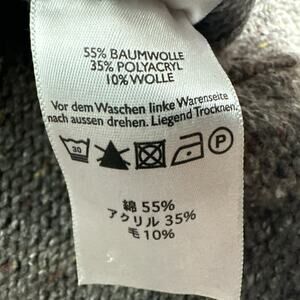 55% BAUMWOLLE
35% POLYACRYL
10% WOLLE
Vor dem Waschen linke Warenseite
nach aussen drehen. Liegend Trocknen.
30 P
綿 55%
アクリル 35%
毛 10%